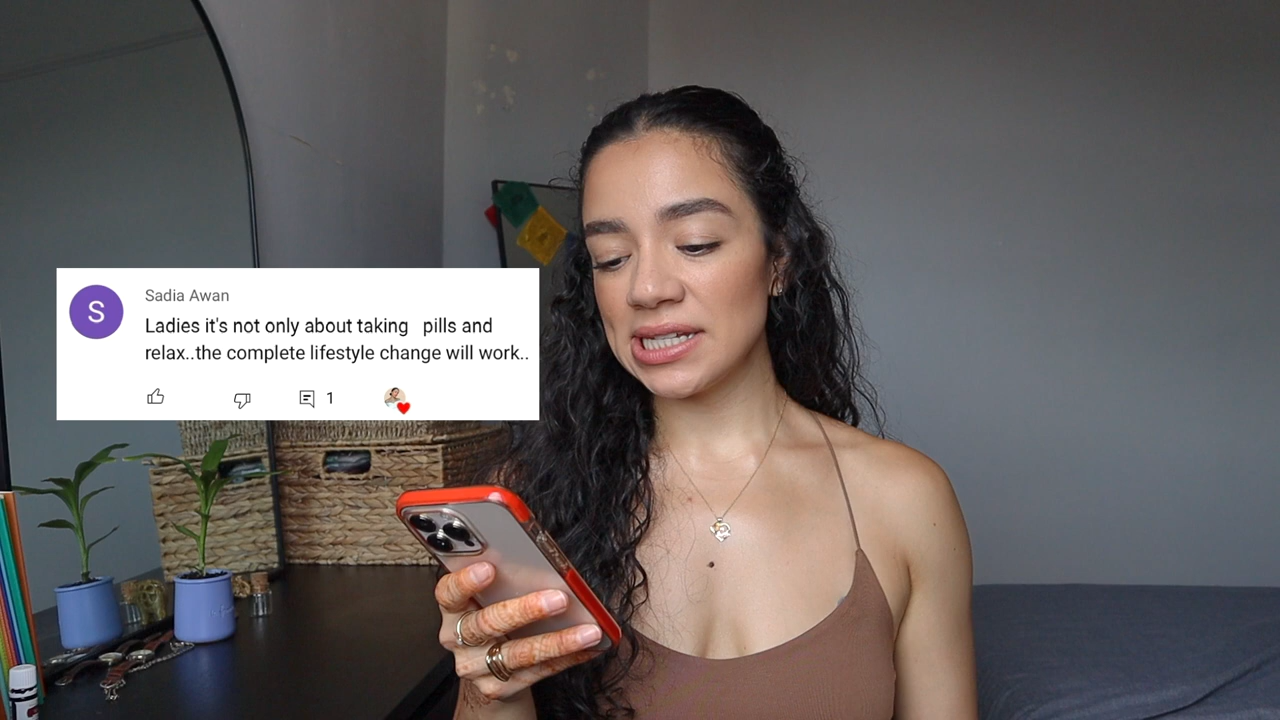 S
Sadia Awan
Ladies it's not only about taking   pills and
relax..the complete lifestyle change will work..
1